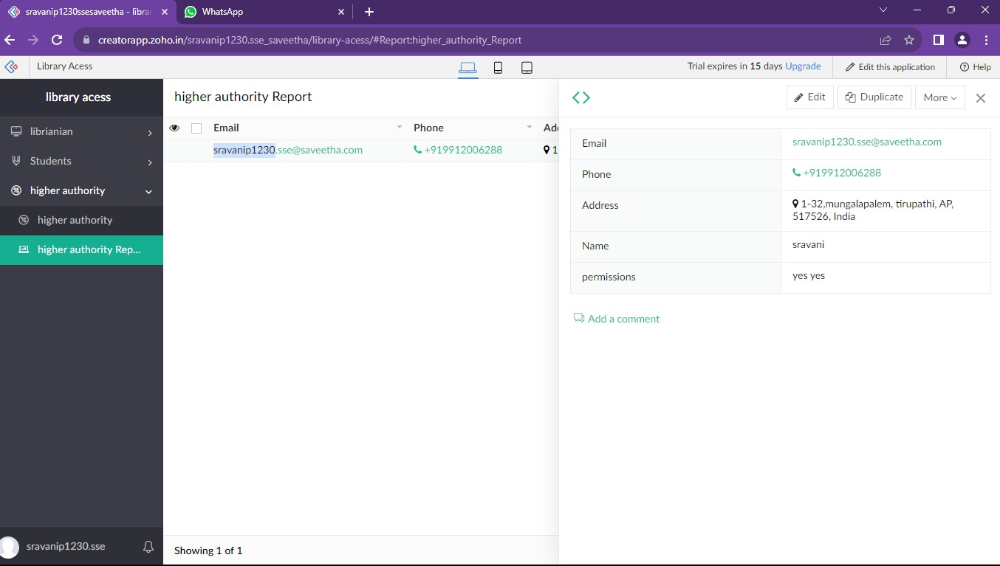 sravanip1230ssesaveetha - librar
WhatsApp
creatorapp.zoho.in/sravanip1230.sse_saveetha/library-acess/#Report:higher_authority_Report
Library Acess
Trial expires in 15 days Upgrade
Edit this application
Help
library acess
librianian
Students
higher authority
higher authority
higher authority Rep...
sravanip1230.sse
higher authority Report
Email Phone Add
sravanip1230.sse@saveetha.com +919912006288 1
Showing 1 of 1
Edit Duplicate More
Email sravanip1230.sse@saveetha.com
Phone +919912006288
Address 1-32,mungalapalem, tirupathi, AP,
517526, India
Name sravani
permissions yes yes
Add a comment